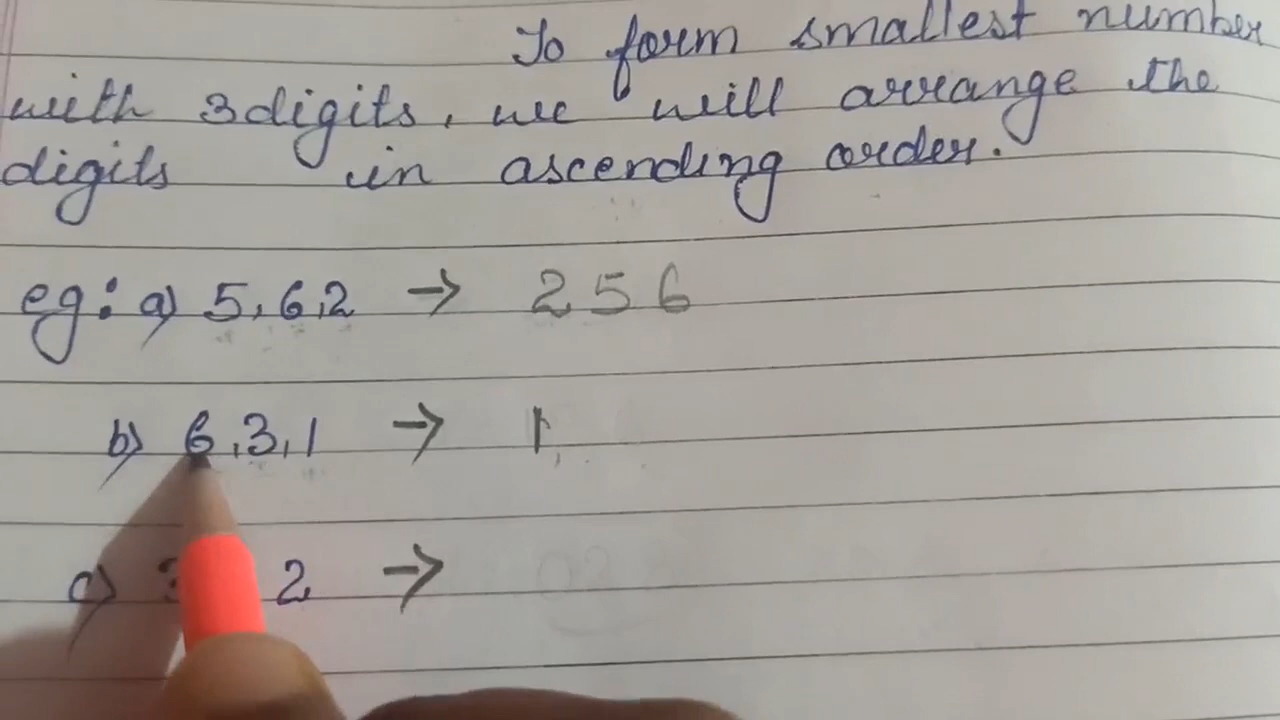 To form smallest number
with 3digits, we will arrange the
digits in ascending order.
eg: a) 5,6,2 → 256
b) 6,3,1 → 1
c) 2 →